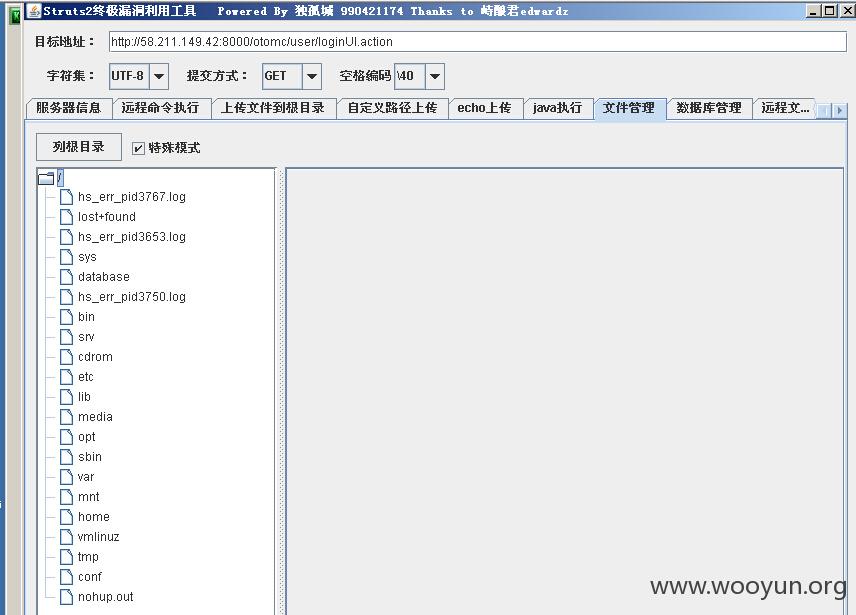 Struts2终极漏洞利用工具 Powered By 独孤城 990421174 Thanks to 峙酿君edwardz
目标地址： http://58.211.149.42:8000/otomc/user/loginUI.action
字符集： UTF-8 提交方式： GET 空格编码 \40
服务器信息 远程命令执行 上传文件到根目录 自定义路径上传 echo上传 java执行 文件管理 数据库管理 远程文...
列根目录 特殊模式
/
hs_err_pid3767.log
lost+found
hs_err_pid3653.log
sys
database
hs_err_pid3750.log
bin
srv
cdrom
etc
lib
media
opt
sbin
var
mnt
home
vmlinuz
tmp
conf
nohup.out
www.wooyun.org